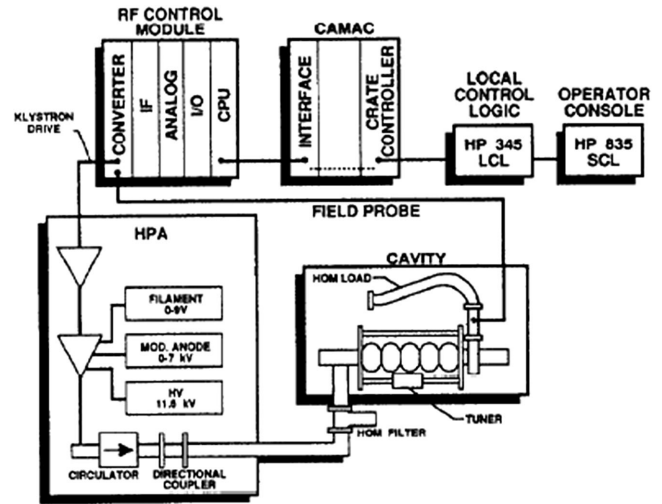 RF CONTROL
MODULE
CONVERTER
IF
ANALOG
I/O
CPU
CAMAC
INTERFACE
CRATE
CONTROLLER
LOCAL
CONTROL
LOGIC
HP 345
LCL
OPERATOR
CONSOLE
HP 835
SCL
KLYSTRON
DRIVE
FIELD PROBE
HPA
FILAMENT
0-9V
MOD. ANODE
0-7 kV
HV
11.6 kV
CIRCULATOR
DIRECTIONAL
COUPLER
CAVITY
HOM LOAD
TUNER
HOM FILTER